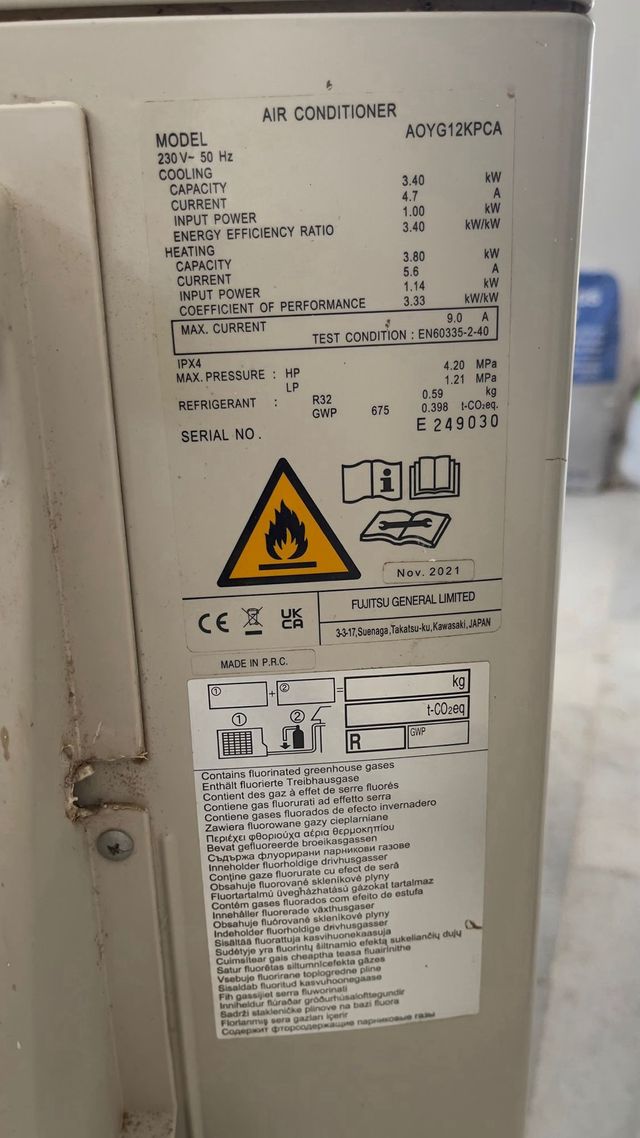 AIR CONDITIONER
MODEL AOYG12KPCA
230V~ 50 Hz
COOLING
CAPACITY 3.40 kW
CURRENT 4.7 A
INPUT POWER 1.00 kW
ENERGY EFFICIENCY RATIO 3.40 kW/kW
HEATING
CAPACITY 3.80 kW
CURRENT 5.6 A
INPUT POWER 1.14 kW
COEFFICIENT OF PERFORMANCE 3.33 kW/kW
MAX. CURRENT 9.0 A
TEST CONDITION : EN60335-2-40
IPX4
MAX. PRESSURE : HP 4.20 MPa
LP 1.21 MPa
REFRIGERANT : R32 0.59 kg
GWP 675 0.398 t-CO₂eq.
SERIAL NO. E 249030
Nov. 2021
CE UK CA
FUJITSU GENERAL LIMITED
3-3-17,Suenaga,Takatsu-ku,Kawasaki,JAPAN
MADE IN P.R.C.
① + ② = kg
t-CO₂eq
① ② R GWP
Contains fluorinated greenhouse gases
Enthält fluorierte Treibhausgase
Contient des gaz à effet de serre fluorés
Contiene gas fluorurati ad effetto serra
Contiene gases fluorados de efecto invernadero
Zawiera fluorowane gazy cieplarniane
Περιέχει φθοριούχα αέρια θερμοκηπίου
Bevat gefluoreerde broeikasgassen
Съдържа флуорирани парникови газове
Inneholder fluorholdige drivhusgasser
Conține gaze fluorurate cu efect de seră
Obsahuje fluorované skleníkové plyny
Fluortartalmú üvegházhatású gázokat tartalmaz
Contém gases fluorados com efeito de estufa
Innehåller fluorerade växthusgaser
Obsahuje fluórované skleníkové plyny
Indeholder fluorholdige drivhusgasser
Sisältää fluorattuja kasvihuonekaasuja
Sudėtyje yra fluorintų šiltnamio efektą sukeliančių dujų
Cuimsítear gais cheaptha teasa fluairínithe
Satur fluorētas siltumnīcefekta gāzes
Vsebuje fluorirane toplogredne pline
Sisaldab fluoritud kasvuhoonegaase
Fih gassijiet serra fluworinati
Inniheldur flúraðar gróðurhúsalofttegundir
Sadrži stakleničke plinove na bazi fluora
Florlanmış sera gazları içerir
Содержит фторсодержащие парниковые газы